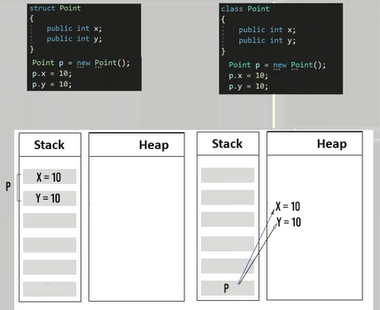 struct Point
{
public int x;
public int y;
}
Point p = new Point();
p.x = 10;
p.y = 10;
class Point
{
public int x;
public int y;
}
Point p = new Point();
p.x = 10;
p.y = 10;
Stack
Heap
P
X = 10
Y = 10
Stack
Heap
X = 10
Y = 10
P